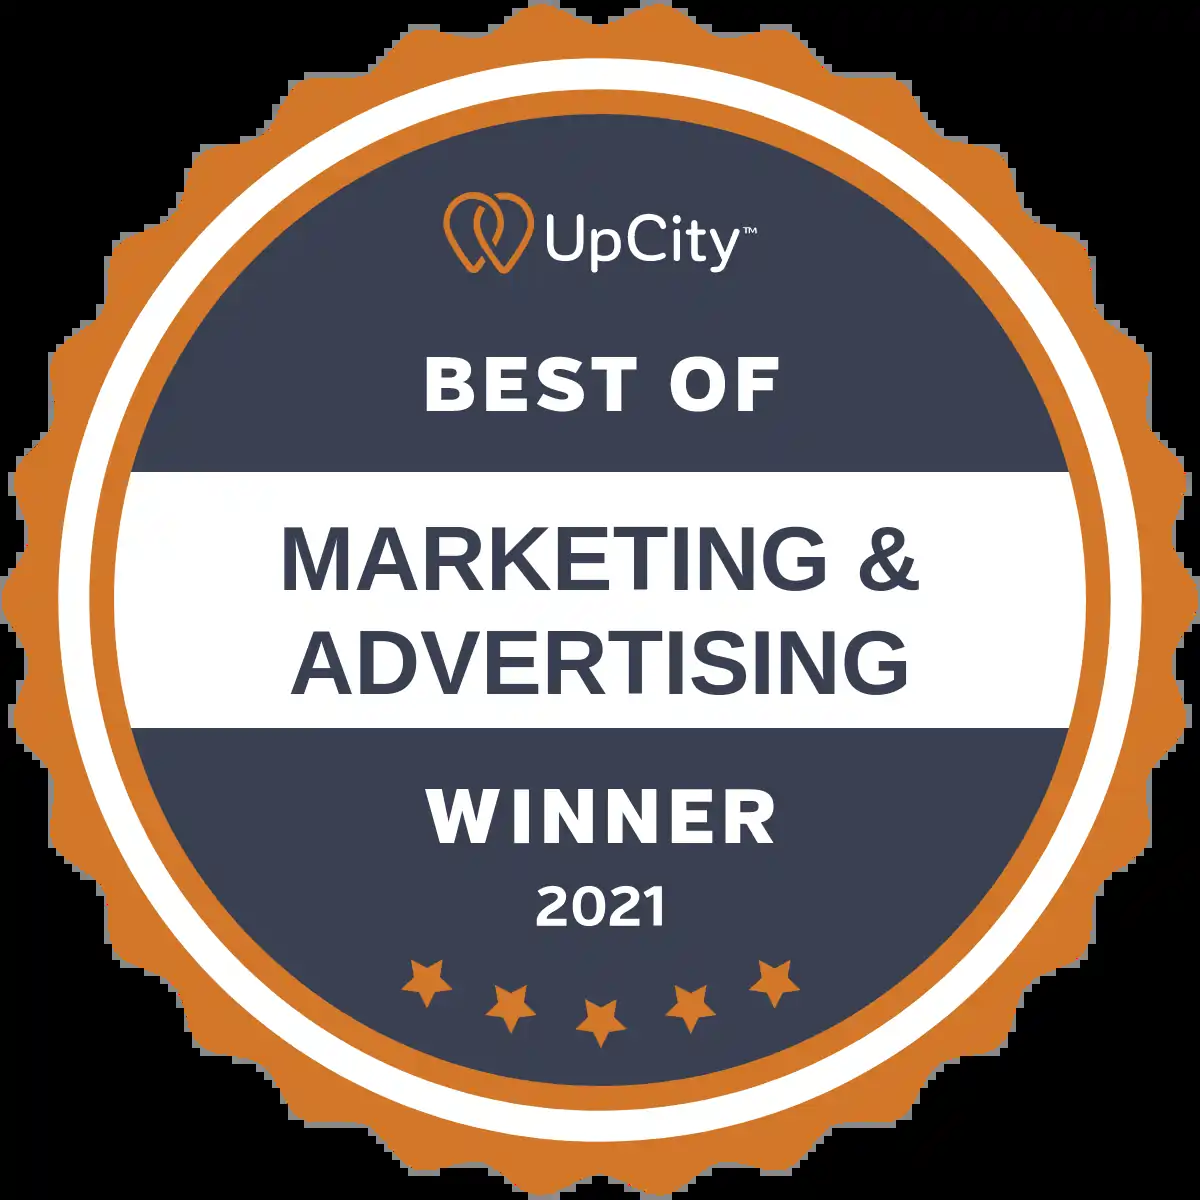 UpCity™
BEST OF
MARKETING &
ADVERTISING
WINNER
2021